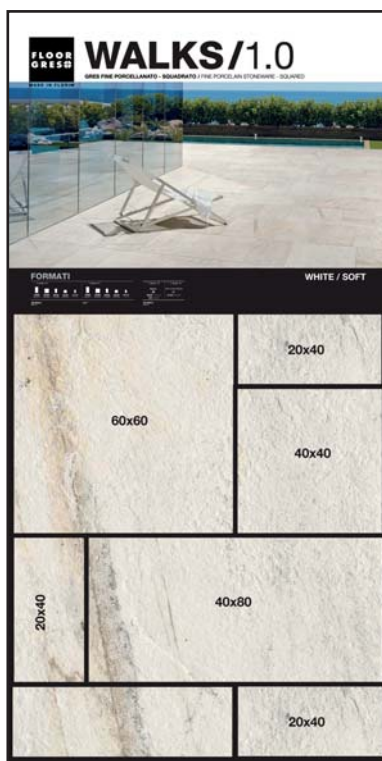 FLOOR
GRES
MADE IN FLORIM
WALKS/1.0
GRES FINE PORCELLANATO - SQUADRATO / FINE PORCELAIN STONEWARE - SQUARED
FORMATI
WHITE / SOFT
20x40
60x60
40x40
20x40
40x80
20x40